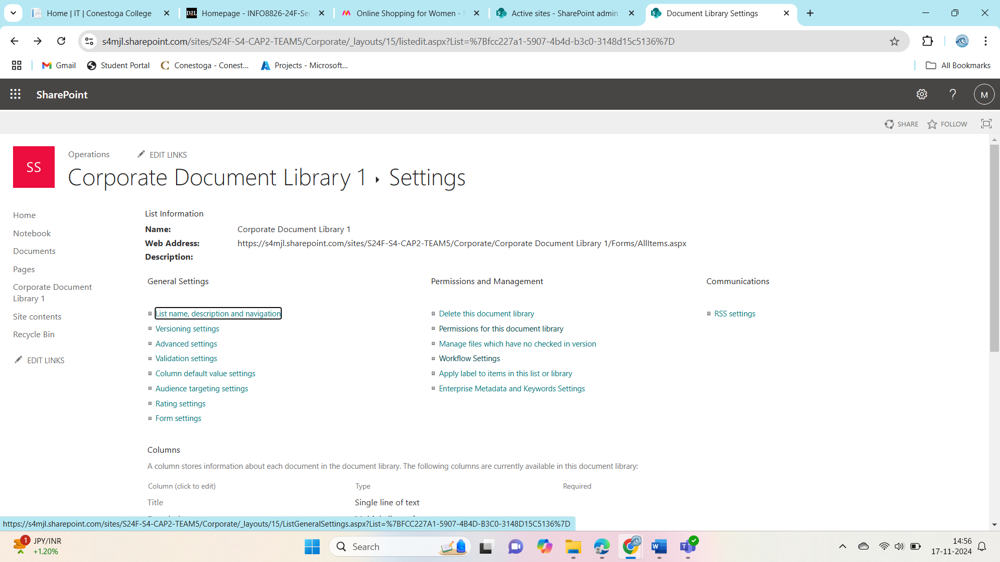 Home | IT | Conestoga College
D2L
Homepage - INFO8826-24F-Sec
Online Shopping for Women - S
Active sites - SharePoint admin
Document Library Settings
s4mjl.sharepoint.com/sites/S24F-S4-CAP2-TEAM5/Corporate/_layouts/15/listedit.aspx?List=%7Bfcc227a1-5907-4b4d-b3c0-3148d15c5136%7D
Gmail
Student Portal
Conestoga - Conest...
Projects - Microsoft...
All Bookmarks
SharePoint
M
SHARE
FOLLOW
SS
Operations
EDIT LINKS
Corporate Document Library 1 ▸ Settings
Home
Notebook
Documents
Pages
Corporate Document
Library 1
Site contents
Recycle Bin
EDIT LINKS
List Information
Name: Corporate Document Library 1
Web Address: https://s4mjl.sharepoint.com/sites/S24F-S4-CAP2-TEAM5/Corporate/Corporate Document Library 1/Forms/AllItems.aspx
Description:
General Settings
List name, description and navigation
Versioning settings
Advanced settings
Validation settings
Column default value settings
Audience targeting settings
Rating settings
Form settings
Permissions and Management
Delete this document library
Permissions for this document library
Manage files which have no checked in version
Workflow Settings
Apply label to items in this list or library
Enterprise Metadata and Keywords Settings
Communications
RSS settings
Columns
A column stores information about each document in the document library. The following columns are currently available in this document library:
Column (click to edit) Type Required
Title Single line of text
https://s4mjl.sharepoint.com/sites/S24F-S4-CAP2-TEAM5/Corporate/_layouts/15/ListGeneralSettings.aspx?List=%7BFCC227A1-5907-4B4D-B3C0-3148D15C5136%7D
1
JPY/INR
+1.20%
Search
14:56
17-11-2024